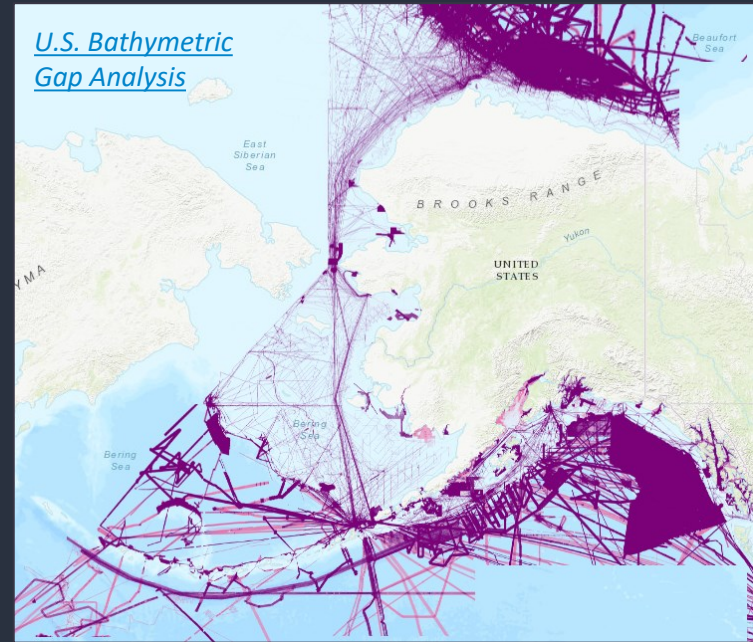 U.S. Bathymetric
Gap Analysis
Beaufort
Sea
East
Siberian
Sea
BROOKS RANGE
Yukon
UNITED
STATES
YMA
Bering
Sea
Bering
Sea